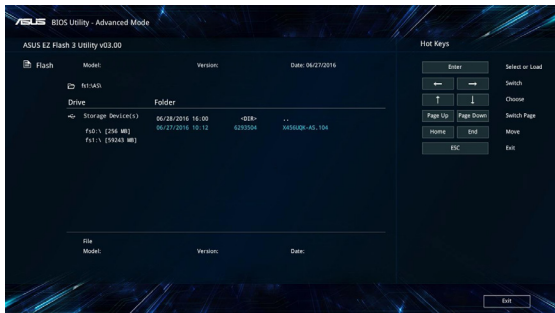 ASUS BIOS Utility - Advanced Mode
ASUS EZ Flash 3 Utility v03.00
Hot Keys
Flash Model: Version: Date: 06/27/2016
Enter Select or Load
← → Switch
fs1:\AS\
↑ ↓ Choose
Drive Folder
Page Up Page Down Switch Page
Storage Device(s) 06/28/2016 16:00 <DIR> ..
fs0:\ [256 MB] 06/27/2016 10:12 6293504 X456UQK-AS.104
Home End Move
fs1:\ [59243 MB]
ESC Exit
File
Model: Version: Date:
Exit